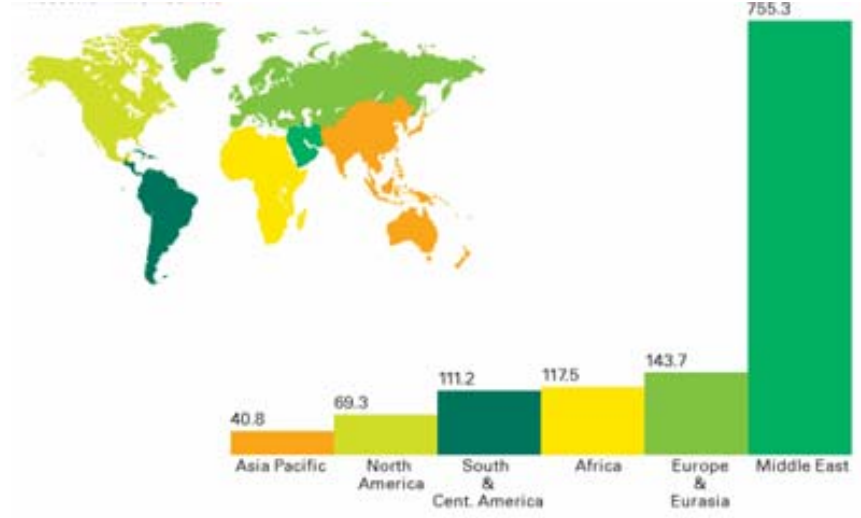 755.3
143.7
117.5
111.2
69.3
40.8
Asia Pacific
North
America
South
&
Cent. America
Africa
Europe
&
Eurasia
Middle East